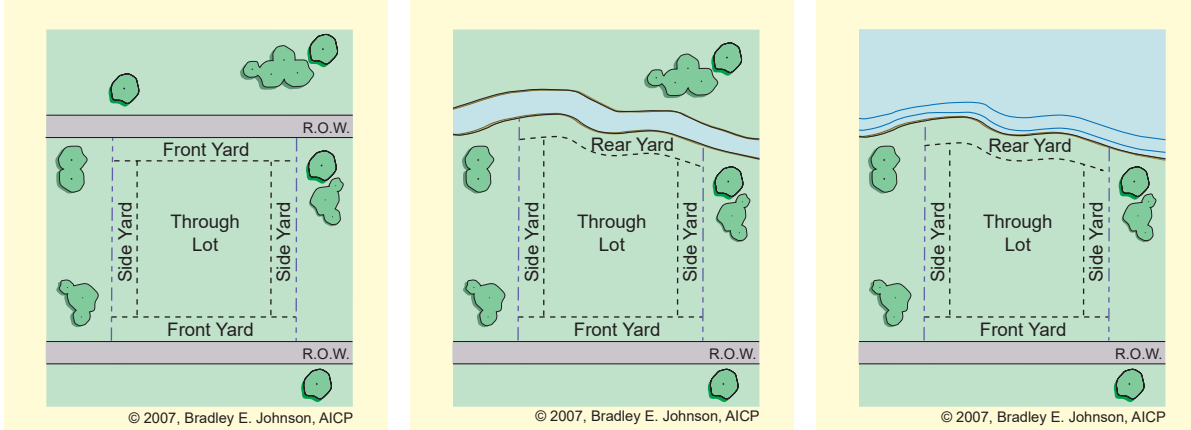 R.O.W.
Front Yard
Side Yard
Through
Lot
Side Yard
Front Yard
R.O.W.
© 2007, Bradley E. Johnson, AICP
Rear Yard
Side Yard
Through
Lot
Side Yard
Front Yard
R.O.W.
© 2007, Bradley E. Johnson, AICP
Rear Yard
Side Yard
Through
Lot
Side Yard
Front Yard
R.O.W.
© 2007, Bradley E. Johnson, AICP